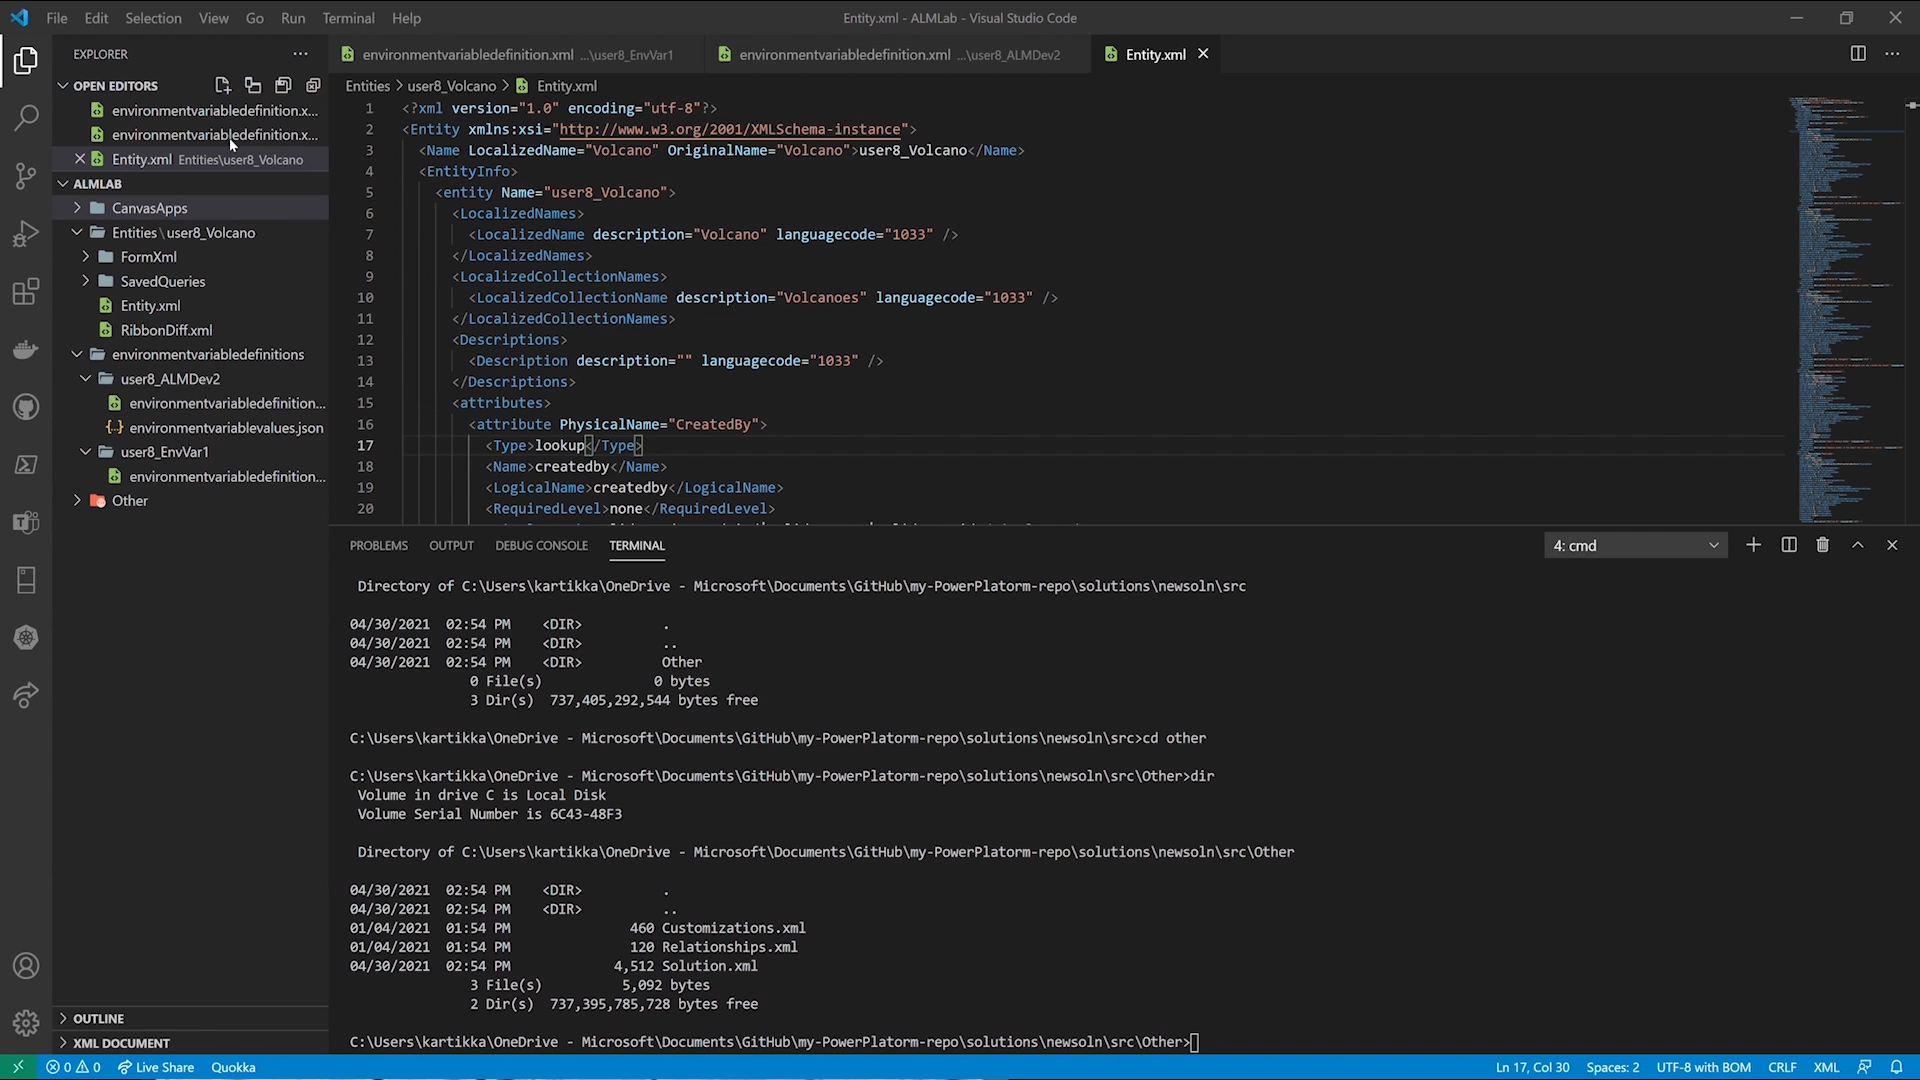 File Edit Selection View Go Run Terminal Help
Entity.xml - ALMLab - Visual Studio Code
EXPLORER
OPEN EDITORS
environmentvariabledefinition.x...
environmentvariabledefinition.x...
Entity.xml Entities\user8_Volcano
ALMLAB
CanvasApps
Entities\user8_Volcano
FormXml
SavedQueries
Entity.xml
RibbonDiff.xml
environmentvariabledefinitions
user8_ALMDev2
environmentvariabledefinition...
environmentvariablevalues.json
user8_EnvVar1
environmentvariabledefinition...
Other
OUTLINE
XML DOCUMENT
environmentvariabledefinition.xml ...\user8_EnvVar1
environmentvariabledefinition.xml ...\user8_ALMDev2
Entity.xml
Entities > user8_Volcano > Entity.xml
1 <?xml version="1.0" encoding="utf-8"?>
2 <Entity xmlns:xsi="http://www.w3.org/2001/XMLSchema-instance">
3 <Name LocalizedName="Volcano" OriginalName="Volcano">user8_Volcano</Name>
4 <EntityInfo>
5 <entity Name="user8_Volcano">
6 <LocalizedNames>
7 <LocalizedName description="Volcano" languagecode="1033" />
8 </LocalizedNames>
9 <LocalizedCollectionNames>
10 <LocalizedCollectionName description="Volcanoes" languagecode="1033" />
11 </LocalizedCollectionNames>
12 <Descriptions>
13 <Description description="" languagecode="1033" />
14 </Descriptions>
15 <attributes>
16 <attribute PhysicalName="CreatedBy">
17 <Type>lookup</Type>
18 <Name>createdby</Name>
19 <LogicalName>createdby</LogicalName>
20 <RequiredLevel>none</RequiredLevel>
PROBLEMS OUTPUT DEBUG CONSOLE TERMINAL
4: cmd
Directory of C:\Users\kartikka\OneDrive - Microsoft\Documents\GitHub\my-PowerPlatorm-repo\solutions\newsoln\src
04/30/2021 02:54 PM <DIR> .
04/30/2021 02:54 PM <DIR> ..
04/30/2021 02:54 PM <DIR> Other
0 File(s) 0 bytes
3 Dir(s) 737,405,292,544 bytes free
C:\Users\kartikka\OneDrive - Microsoft\Documents\GitHub\my-PowerPlatorm-repo\solutions\newsoln\src>cd other
C:\Users\kartikka\OneDrive - Microsoft\Documents\GitHub\my-PowerPlatorm-repo\solutions\newsoln\src\Other>dir
Volume in drive C is Local Disk
Volume Serial Number is 6C43-48F3
Directory of C:\Users\kartikka\OneDrive - Microsoft\Documents\GitHub\my-PowerPlatorm-repo\solutions\newsoln\src\Other
04/30/2021 02:54 PM <DIR> .
04/30/2021 02:54 PM <DIR> ..
01/04/2021 01:54 PM 460 Customizations.xml
01/04/2021 01:54 PM 120 Relationships.xml
04/30/2021 02:54 PM 4,512 Solution.xml
3 File(s) 5,092 bytes
2 Dir(s) 737,395,785,728 bytes free
C:\Users\kartikka\OneDrive - Microsoft\Documents\GitHub\my-PowerPlatorm-repo\solutions\newsoln\src\Other>
0 0 Live Share Quokka
Ln 17, Col 30 Spaces: 2 UTF-8 with BOM CRLF XML